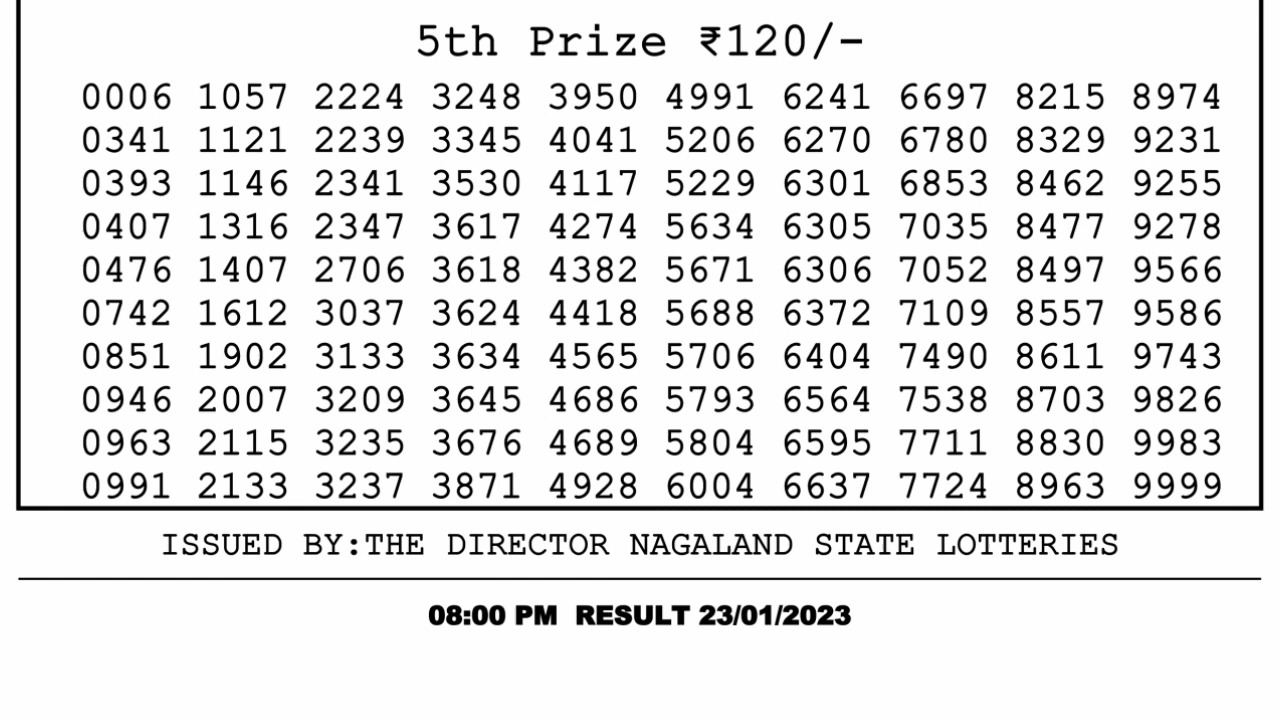 5th Prize ₹120/-
0006 1057 2224 3248 3950 4991 6241 6697 8215 8974
0341 1121 2239 3345 4041 5206 6270 6780 8329 9231
0393 1146 2341 3530 4117 5229 6301 6853 8462 9255
0407 1316 2347 3617 4274 5634 6305 7035 8477 9278
0476 1407 2706 3618 4382 5671 6306 7052 8497 9566
0742 1612 3037 3624 4418 5688 6372 7109 8557 9586
0851 1902 3133 3634 4565 5706 6404 7490 8611 9743
0946 2007 3209 3645 4686 5793 6564 7538 8703 9826
0963 2115 3235 3676 4689 5804 6595 7711 8830 9983
0991 2133 3237 3871 4928 6004 6637 7724 8963 9999
ISSUED BY:THE DIRECTOR NAGALAND STATE LOTTERIES
08:00 PM RESULT 23/01/2023